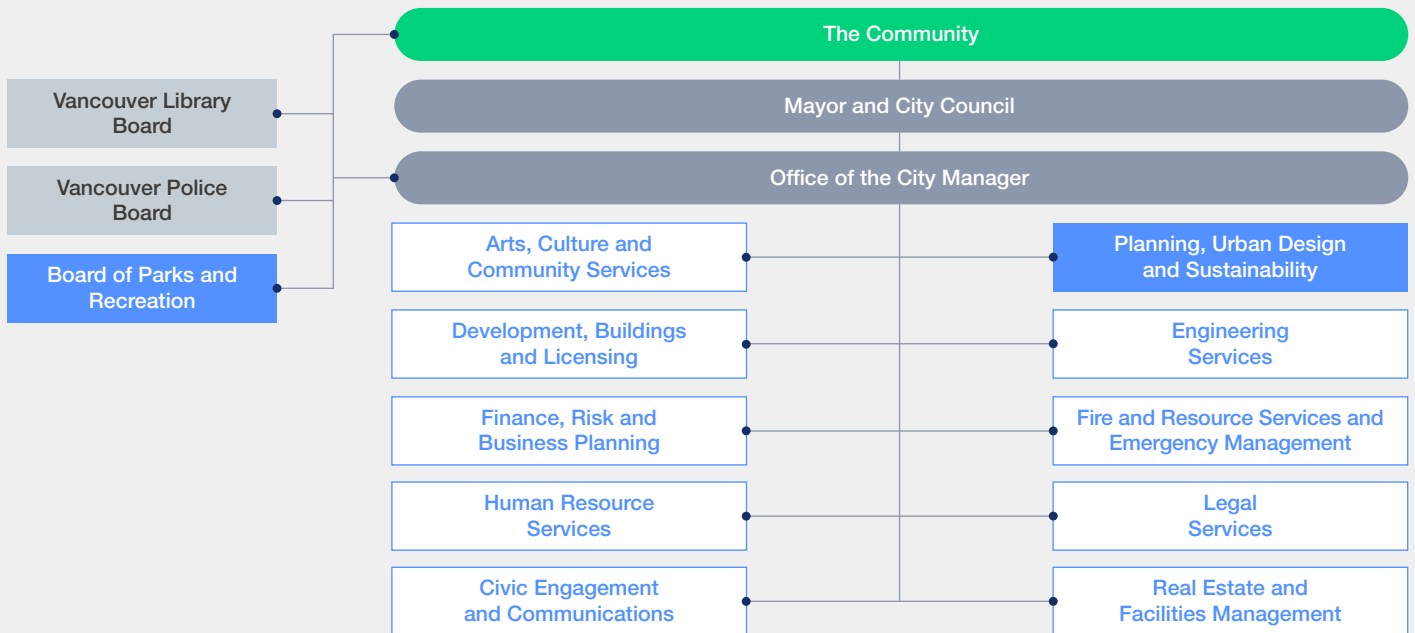 The Community
Mayor and City Council
Office of the City Manager
Vancouver Library
Board
Vancouver Police
Board
Board of Parks and
Recreation
Arts, Culture and
Community Services
Planning, Urban Design
and Sustainability
Development, Buildings
and Licensing
Engineering
Services
Finance, Risk and
Business Planning
Fire and Resource Services and
Emergency Management
Human Resource
Services
Legal
Services
Civic Engagement
and Communications
Real Estate and
Facilities Management